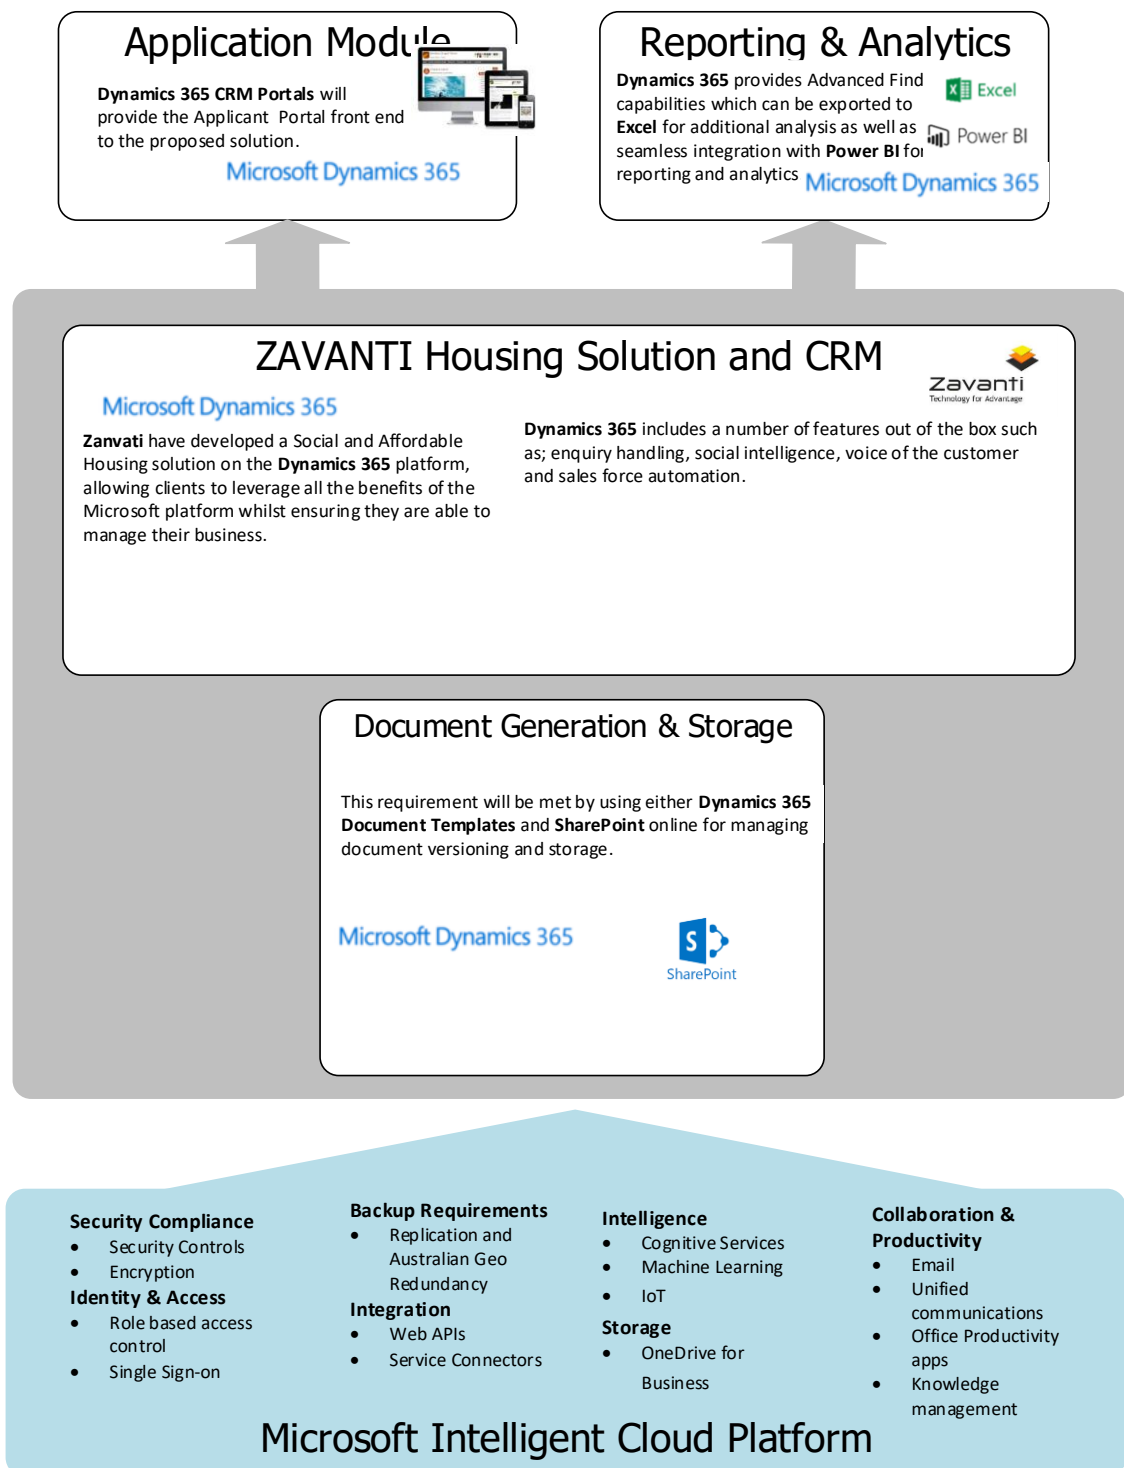 Application Module
Dynamics 365 CRM Portals will
provide the Applicant Portal front end
to the proposed solution.
Microsoft Dynamics 365
Reporting & Analytics
Dynamics 365 provides Advanced Find
capabilities which can be exported to
Excel for additional analysis as well as
seamless integration with Power BI for
reporting and analytics
Excel
Power BI
Microsoft Dynamics 365
ZAVANTI Housing Solution and CRM
Zavanti
Technology for Advantage
Microsoft Dynamics 365
Zanvati have developed a Social and Affordable
Housing solution on the Dynamics 365 platform,
allowing clients to leverage all the benefits of the
Microsoft platform whilst ensuring they are able to
manage their business.
Dynamics 365 includes a number of features out of the box such
as; enquiry handling, social intelligence, voice of the customer
and sales force automation.
Document Generation & Storage
This requirement will be met by using either Dynamics 365
Document Templates and SharePoint online for managing
document versioning and storage.
Microsoft Dynamics 365
S
SharePoint
Security Compliance
• Security Controls
• Encryption
Identity & Access
• Role based access
control
• Single Sign-on
Backup Requirements
• Replication and
Australian Geo
Redundancy
Integration
• Web APIs
• Service Connectors
Intelligence
• Cognitive Services
• Machine Learning
• IoT
Storage
• OneDrive for
Business
Collaboration &
Productivity
• Email
• Unified
communications
• Office Productivity
apps
• Knowledge
management
Microsoft Intelligent Cloud Platform